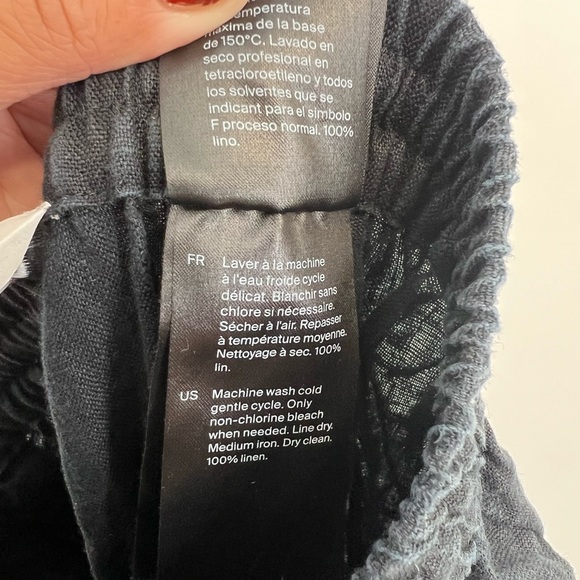 temperatura
máxima de la base
de 150°C. Lavado en
seco profesional en
tetracloroetileno y todos
los solventes que se
indicant para el simbolo
F proceso normal. 100%
lino.
FR Laver à la machine
à l'eau froide cycle
délicat. Blanchir sans
chlore si nécessaire.
Sécher à l'air. Repasser
à température moyenne.
Nettoyage à sec. 100%
lin.
US Machine wash cold
gentle cycle. Only
non-chlorine bleach
when needed. Line dry.
Medium iron. Dry clean.
100% linen.